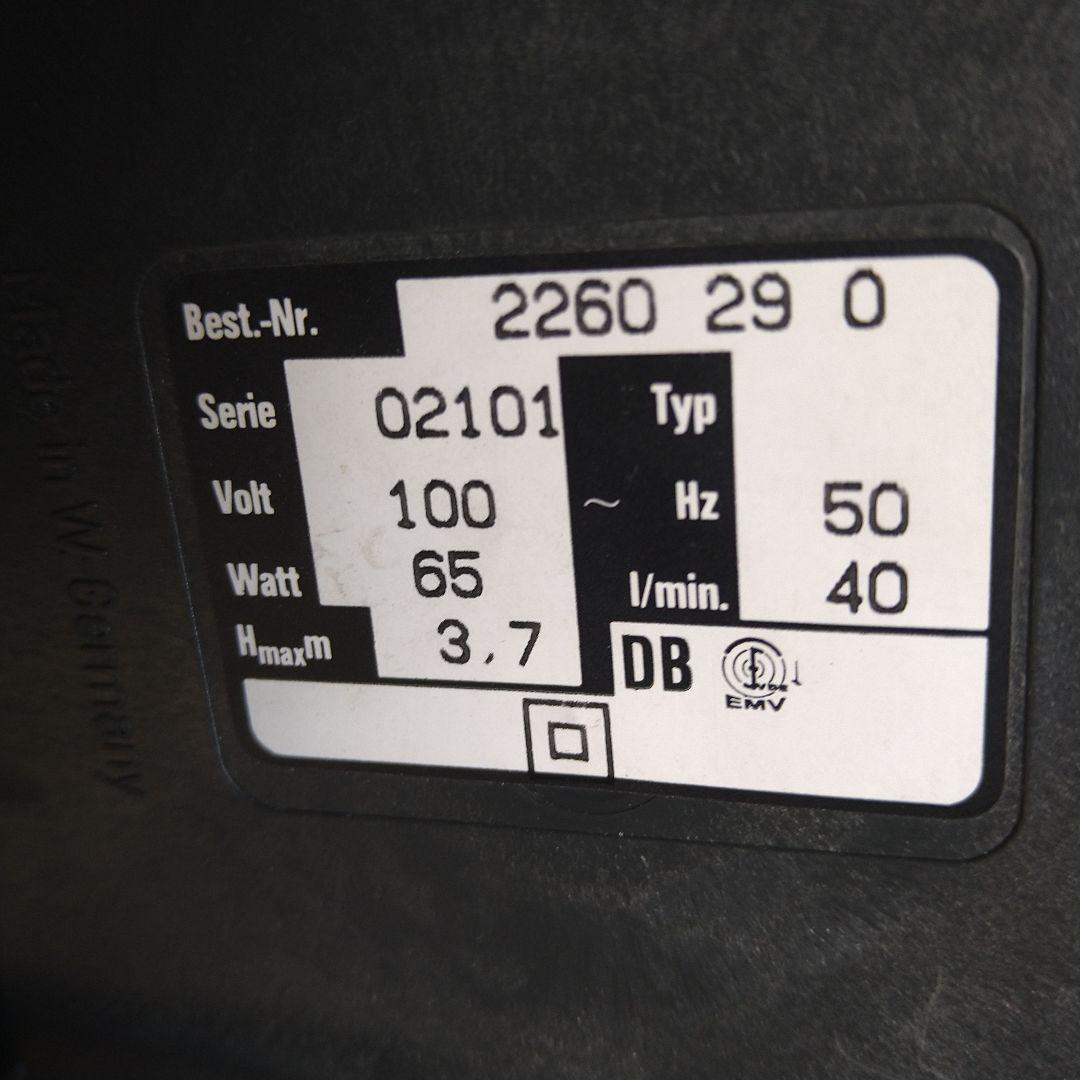 Best.-Nr. 2260 29 0
Serie 02101 Typ
Volt 100 ~ Hz 50
Watt 65 l/min. 40
Hmaxm 3,7
DB VDE
EMV
Made in W.-Germany